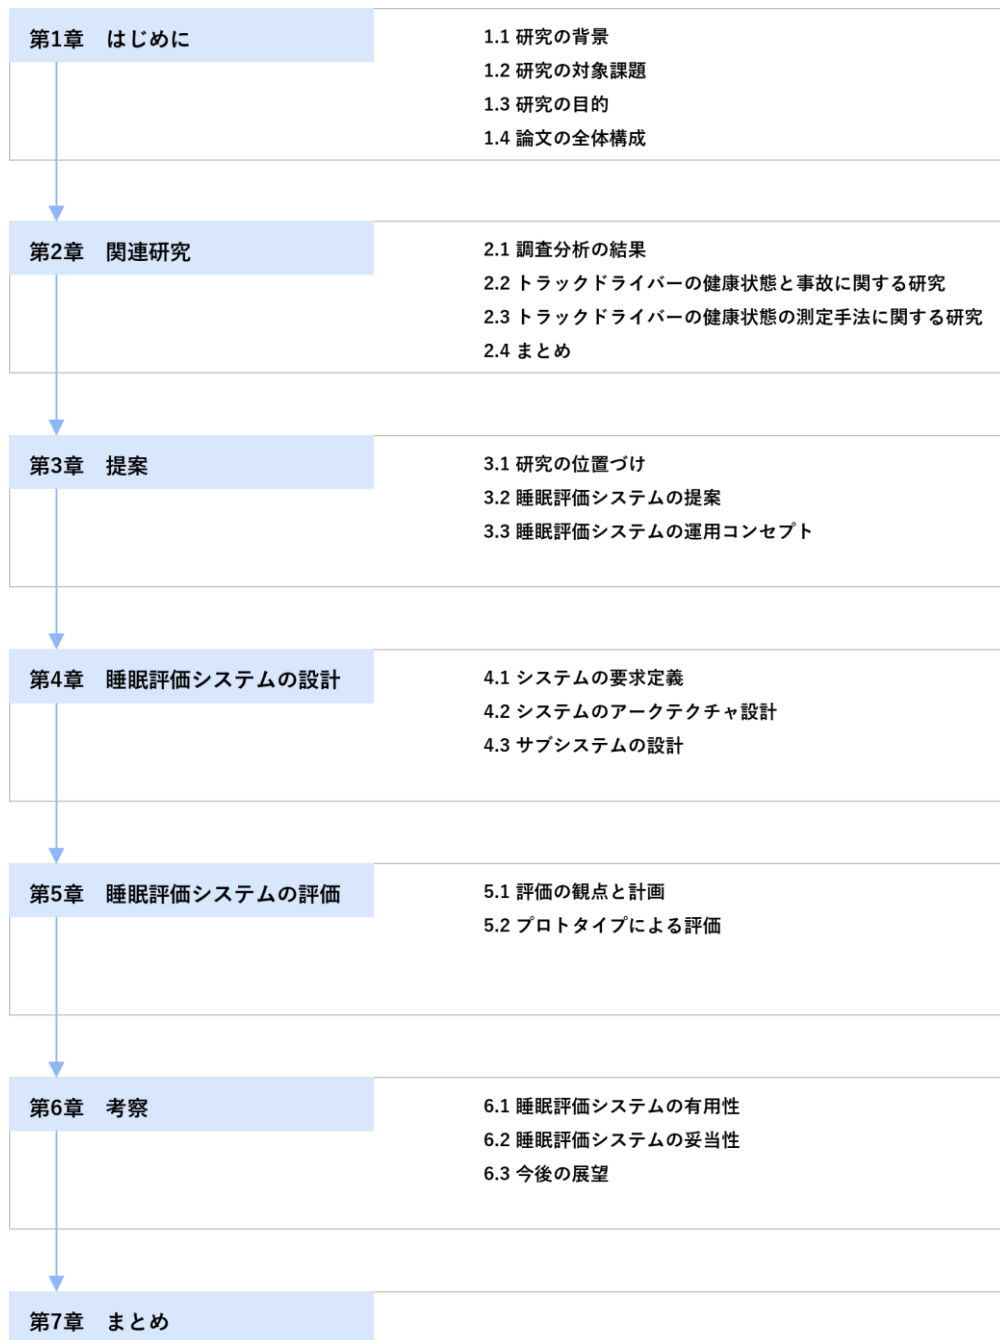 第1章　はじめに
1.1 研究の背景
1.2 研究の対象課題
1.3 研究の目的
1.4 論文の全体構成
第2章　関連研究
2.1 調査分析の結果
2.2 トラックドライバーの健康状態と事故に関する研究
2.3 トラックドライバーの健康状態の測定手法に関する研究
2.4 まとめ
第3章　提案
3.1 研究の位置づけ
3.2 睡眠評価システムの提案
3.3 睡眠評価システムの運用コンセプト
第4章　睡眠評価システムの設計
4.1 システムの要求定義
4.2 システムのアークテクチャ設計
4.3 サブシステムの設計
第5章　睡眠評価システムの評価
5.1 評価の観点と計画
5.2 プロトタイプによる評価
第6章　考察
6.1 睡眠評価システムの有用性
6.2 睡眠評価システムの妥当性
6.3 今後の展望
第7章　まとめ